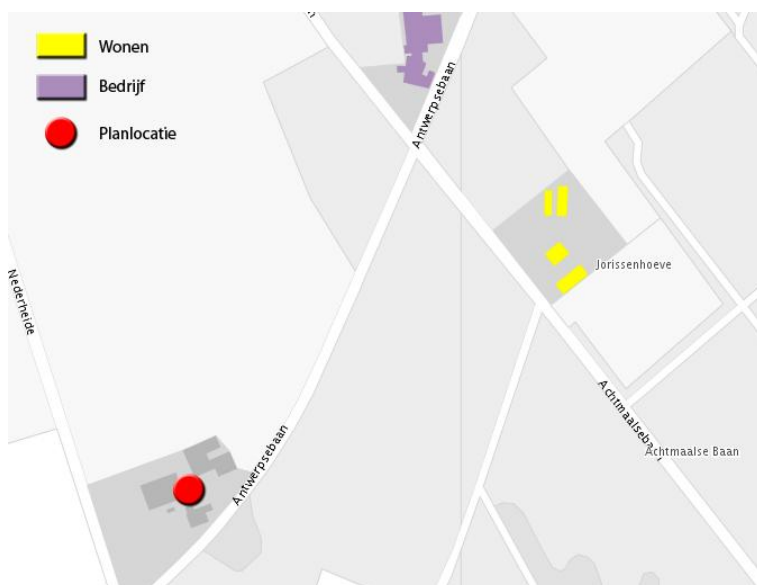 Wonen
Bedrijf
Planlocatie
Antwerpsebaan
Jorissenhoeve
Nederheide
Achtmaalsebaan
Achtmaalse Baan
Antwerpsebaan